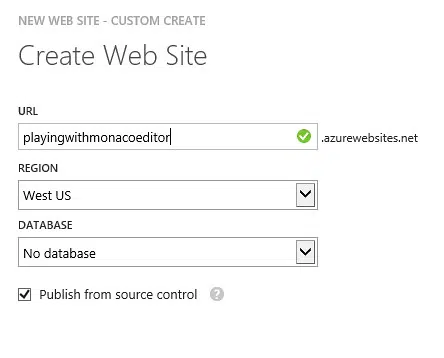 NEW WEB SITE - CUSTOM CREATE
Create Web Site
URL
playingwithmonacoeditor .azurewebsites.net
REGION
West US
DATABASE
No database
Publish from source control ?